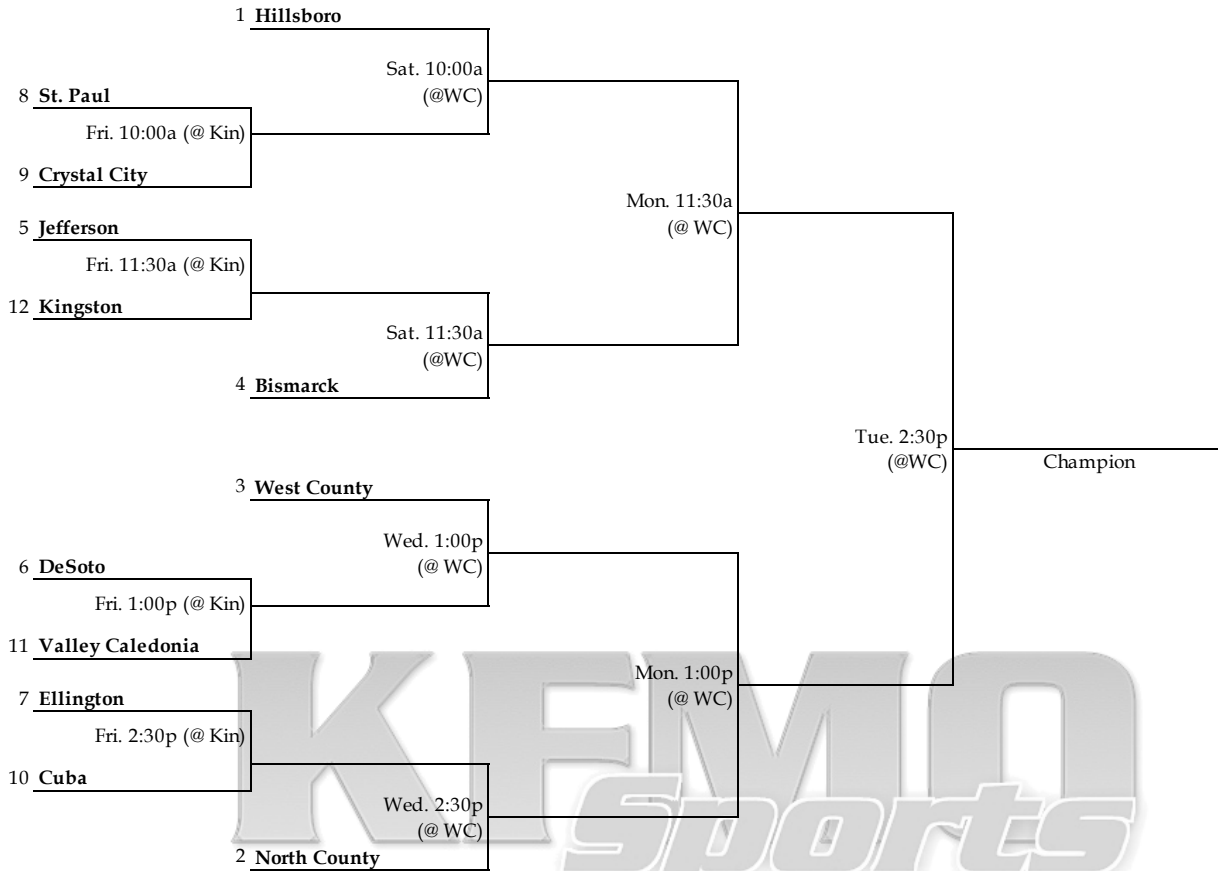 1 Hillsboro
Sat. 10:00a
(@WC)
8 St. Paul
Fri. 10:00a (@ Kin)
9 Crystal City
Mon. 11:30a
(@ WC)
5 Jefferson
Fri. 11:30a (@ Kin)
12 Kingston
Sat. 11:30a
(@WC)
4 Bismarck
Tue. 2:30p
(@WC)
Champion
3 West County
Wed. 1:00p
(@ WC)
6 DeSoto
Fri. 1:00p (@ Kin)
11 Valley Caledonia
Mon. 1:00p
(@ WC)
7 Ellington
Fri. 2:30p (@ Kin)
10 Cuba
Wed. 2:30p
(@ WC)
2 North County
KFMO
Sports